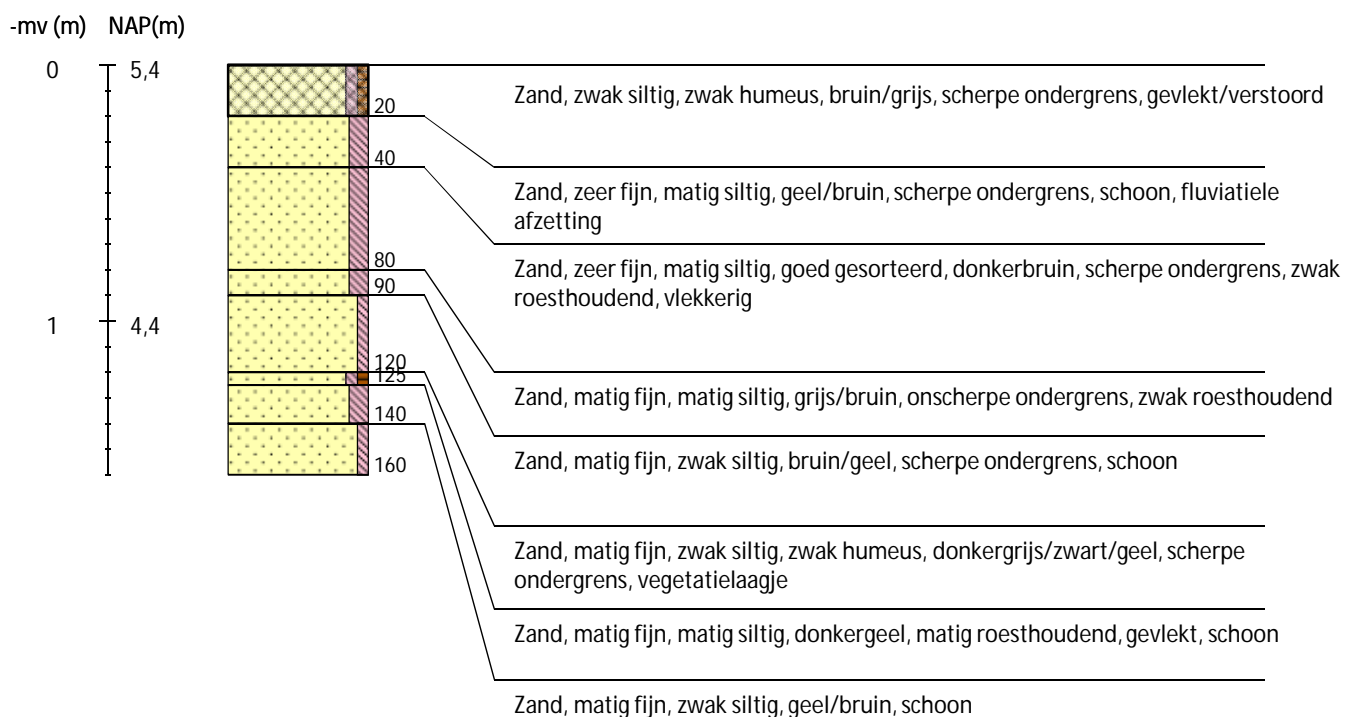 -mv (m) NAP(m)
0 5,4
20
Zand, zwak siltig, zwak humeus, bruin/grijs, scherpe ondergrens, gevlekt/verstoord
40
Zand, zeer fijn, matig siltig, geel/bruin, scherpe ondergrens, schoon, fluviatiele
afzetting
80
Zand, zeer fijn, matig siltig, goed gesorteerd, donkerbruin, scherpe ondergrens, zwak
roesthoudend, vlekkerig
90
1 4,4
120
125
Zand, matig fijn, matig siltig, grijs/bruin, onscherpe ondergrens, zwak roesthoudend
140
Zand, matig fijn, zwak siltig, bruin/geel, scherpe ondergrens, schoon
160
Zand, matig fijn, zwak siltig, zwak humeus, donkergrijs/zwart/geel, scherpe
ondergrens, vegetatielaagje
Zand, matig fijn, matig siltig, donkergeel, matig roesthoudend, gevlekt, schoon
Zand, matig fijn, zwak siltig, geel/bruin, schoon